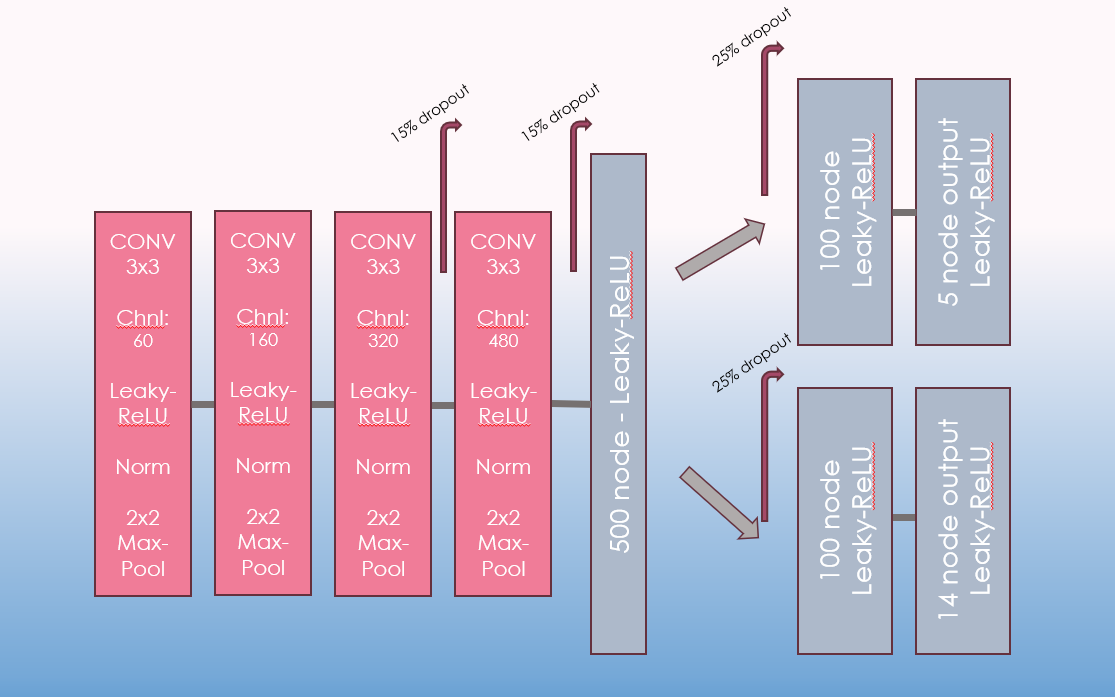 CONV
3x3
Chnl:
60
Leaky-
ReLU
Norm
2x2
Max-
Pool
CONV
3x3
Chnl:
160
Leaky-
ReLU
Norm
2x2
Max-
Pool
CONV
3x3
Chnl:
320
Leaky-
ReLU
Norm
2x2
Max-
Pool
15% dropout
CONV
3x3
Chnl:
480
Leaky-
ReLU
Norm
2x2
Max-
Pool
15% dropout
500 node - Leaky-ReLU
25% dropout
100 node
Leaky-ReLU
5 node output
Leaky-ReLU
25% dropout
100 node
Leaky-ReLU
14 node output
Leaky-ReLU